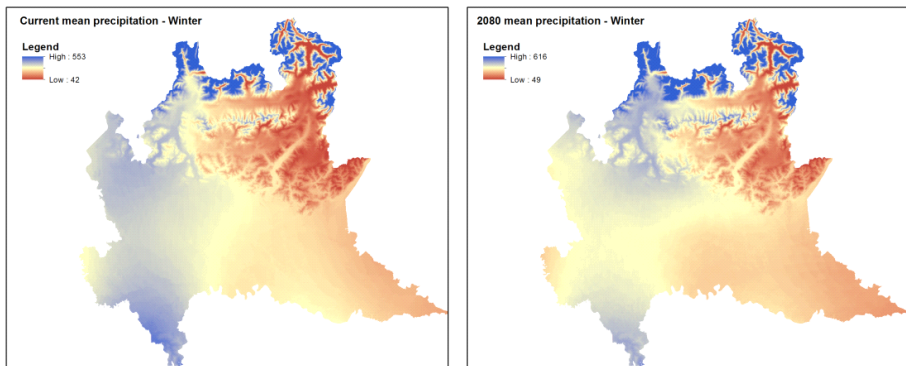 Current mean precipitation - Winter
Legend
High : 553
Low : 42
2080 mean precipitation - Winter
Legend
High : 616
Low : 49